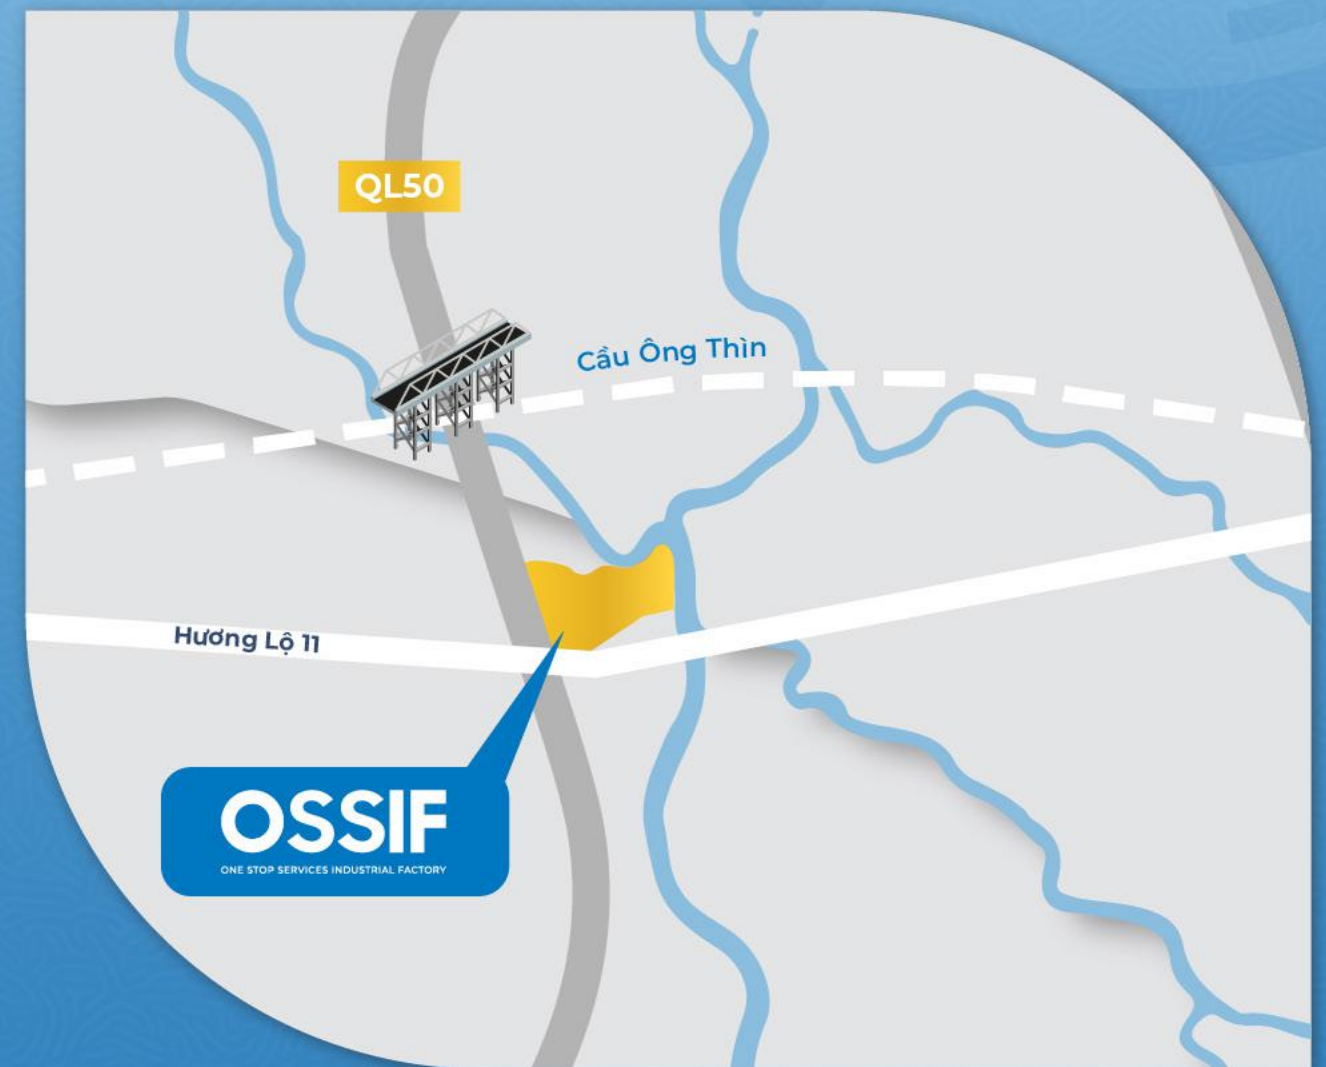 QL50
Cầu Ông Thìn
Hương Lộ 11
OSSIF
ONE STOP SERVICES INDUSTRIAL FACTORY